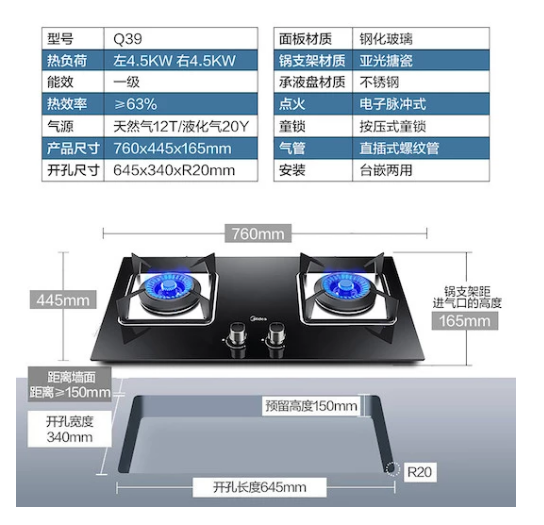 型号 Q39
热负荷 左4.5KW 右4.5KW
能效 一级
热效率 ≥63%
气源 天然气12T/液化气20Y
产品尺寸 760x445x165mm
开孔尺寸 645x340xR20mm
面板材质 钢化玻璃
锅支架材质 亚光搪瓷
承液盘材质 不锈钢
点火 电子脉冲式
童锁 按压式童锁
气管 直插式螺纹管
安装 台嵌两用
760mm
445mm
锅支架距
进气口的高度
165mm
Midea
距离墙面
距离≥150mm
预留高度150mm
开孔宽度
340mm
R20
开孔长度645mm